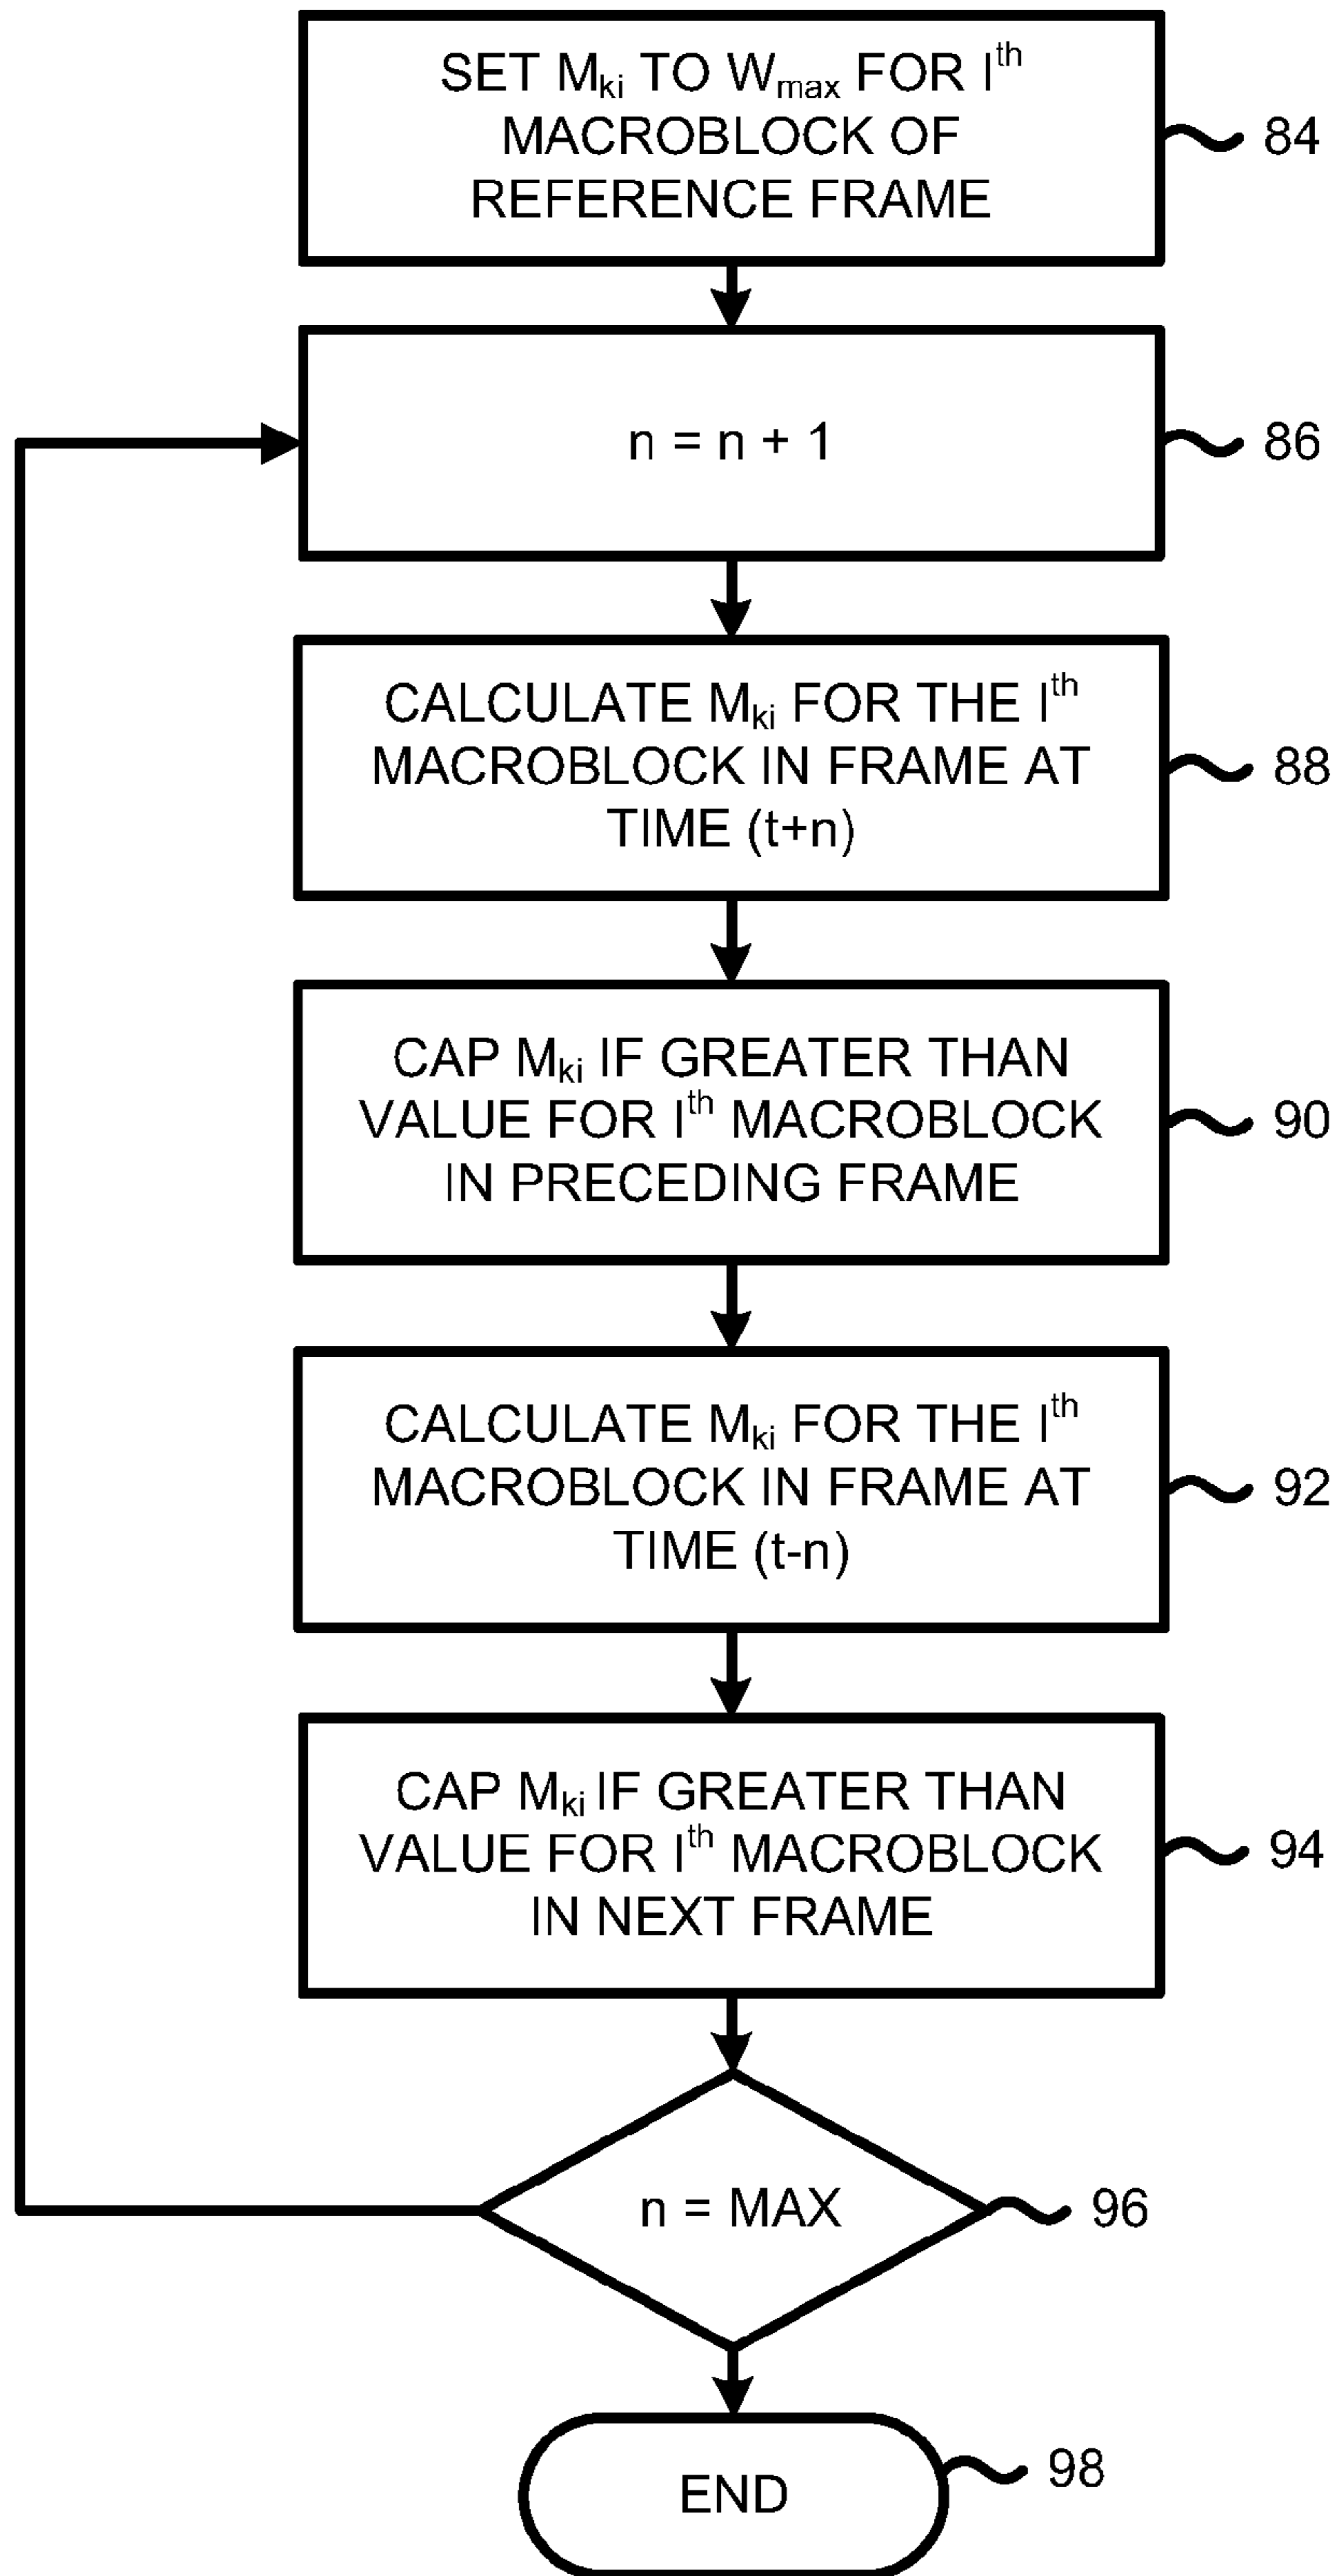 SET Mki TO Wmax FOR Ith
MACROBLOCK OF
REFERENCE FRAME
84
n = n + 1
86
CALCULATE Mki FOR THE Ith
MACROBLOCK IN FRAME AT
TIME (t+n)
88
CAP Mki IF GREATER THAN
VALUE FOR Ith MACROBLOCK
IN PRECEDING FRAME
90
CALCULATE Mki FOR THE Ith
MACROBLOCK IN FRAME AT
TIME (t-n)
92
CAP Mki IF GREATER THAN
VALUE FOR Ith MACROBLOCK
IN NEXT FRAME
94
n = MAX
96
END
98